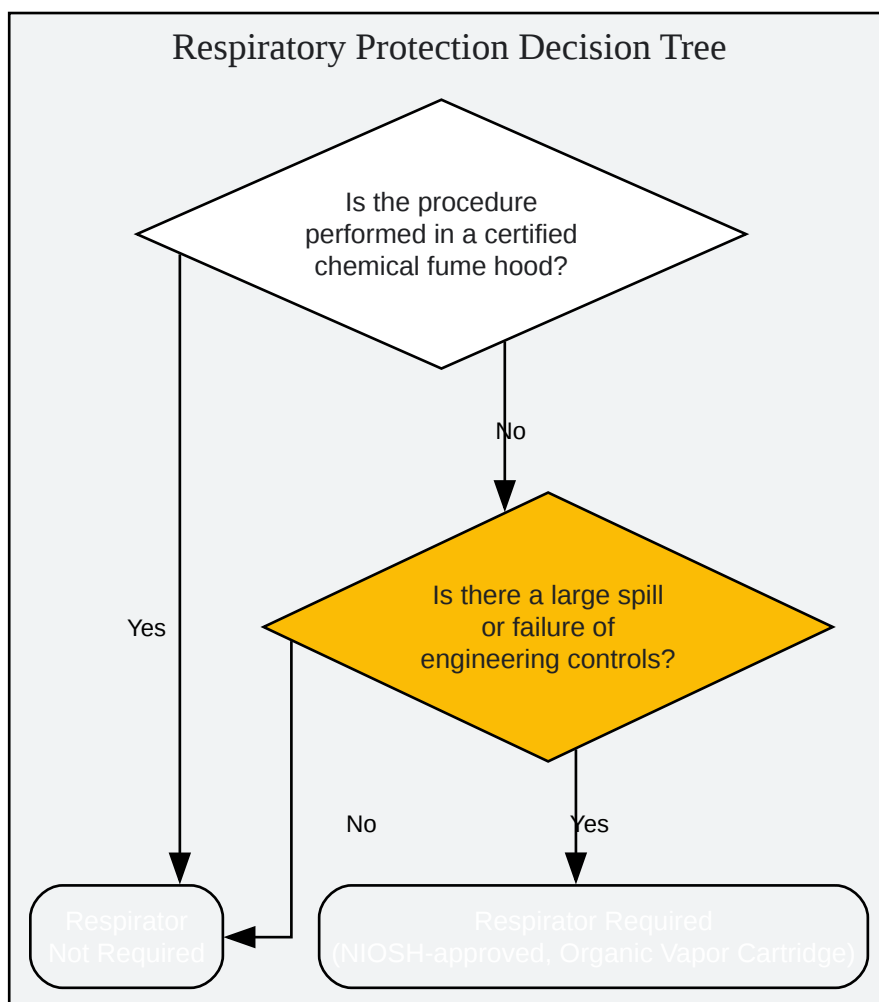 Respiratory Protection Decision Tree
Is the procedure
performed in a certified
chemical fume hood?
No
Is there a large spill
or failure of
engineering controls?
Yes
No
Yes
Respirator
Not Required
Respirator Required
(NIOSH-approved, Organic Vapor Cartridge)